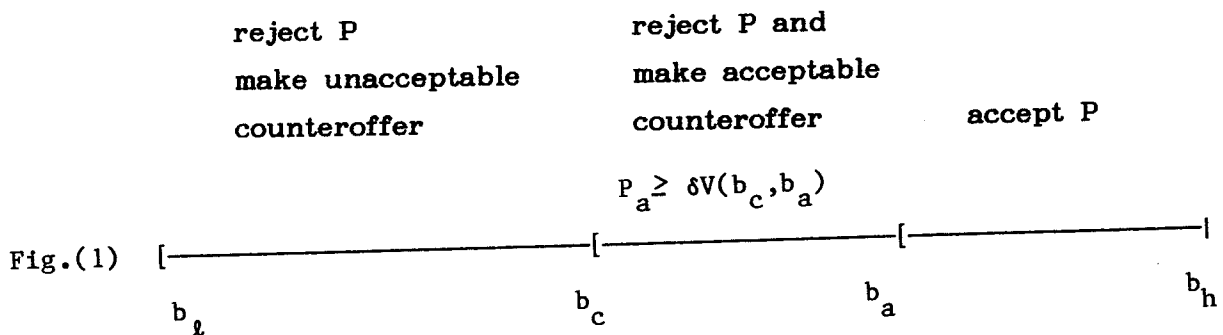 reject P
make unacceptable
counteroffer
reject P and
make acceptable
counteroffer
accept P
P_a ≥ δV(b_c,b_a)
Fig.(1)
b_ℓ
b_c
b_a
b_h